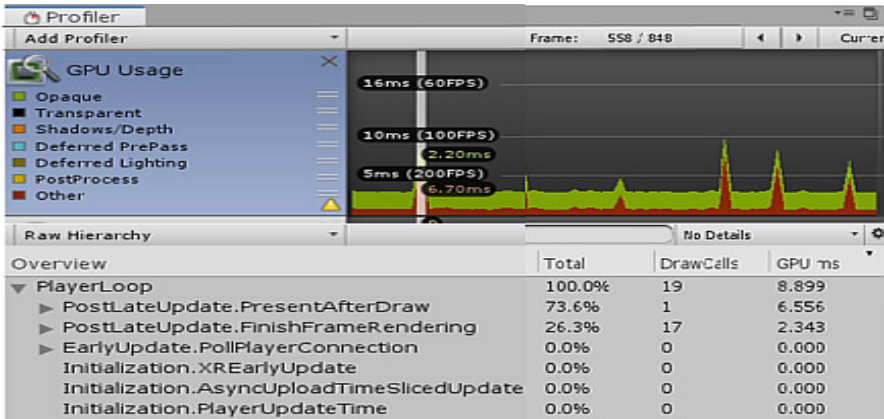 Profiler
Add Profiler Frame: 558 / 848 Curre
GPU Usage
Opaque
Transparent
Shadows/Depth
Deferred PrePass
Deferred Lighting
PostProcess
Other
16ms (60FPS)
10ms (100FPS)
2.20ms
5ms (200FPS)
6.70ms
Raw Hierarchy No Details
Overview Total DrawCalls GPU ms
PlayerLoop 100.0% 19 8.899
PostLateUpdate.PresentAfterDraw 73.6% 1 6.556
PostLateUpdate.FinishFrameRendering 26.3% 17 2.343
EarlyUpdate.PollPlayerConnection 0.0% 0 0.000
Initialization.XREarlyUpdate 0.0% 0 0.000
Initialization.AsyncUploadTimeSlicedUpdate 0.0% 0 0.000
Initialization.PlayerUpdateTime 0.0% 0 0.000